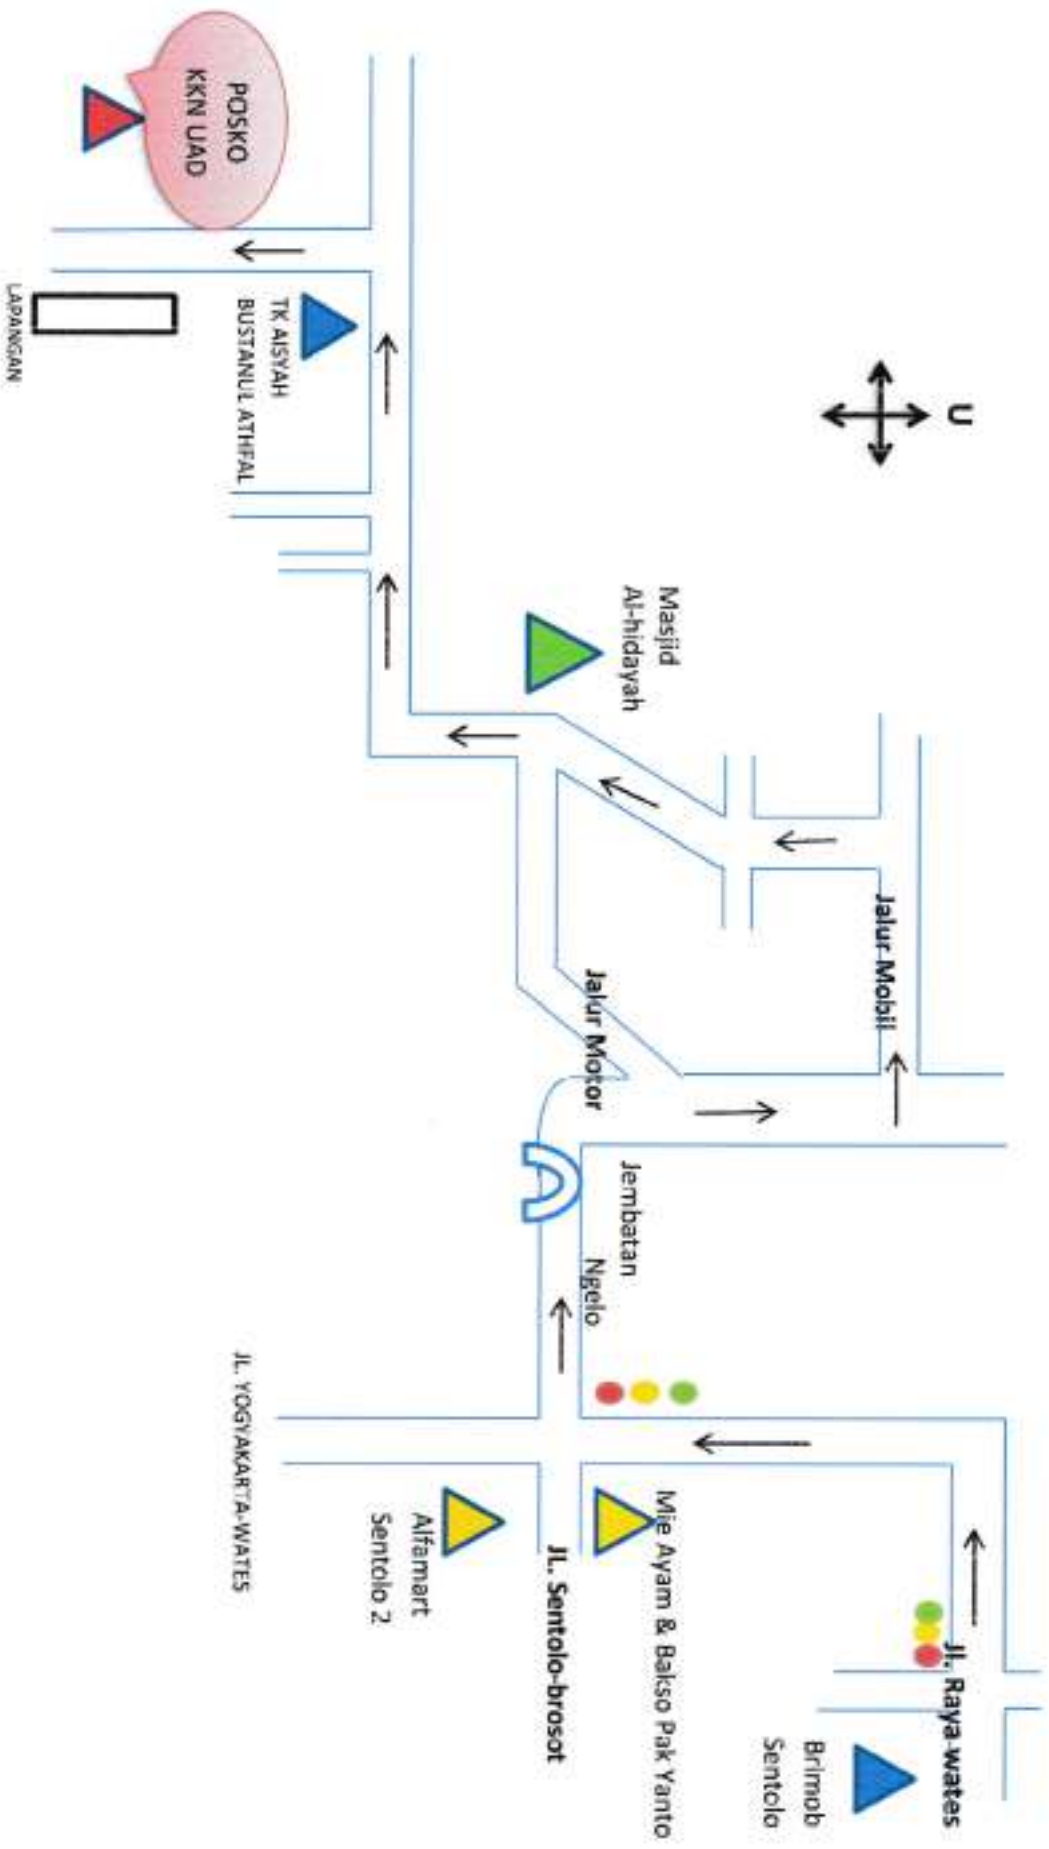 POSKO
KKN UAD
LAPANGAN
TK AISYAH
BUSTANUL ATHFAL
U
Masjid
Al-hidayah
Jalur Mobil
Jalur Motor
Jembatan
Ngelo
JL. YOGYAKARTA-WATES
Alfamart
Sentolo 2
JL. Sentolo-brosot
Mie Ayam & Bakso Pak Yanto
Jl. Raya-wates
Brimob
Sentolo